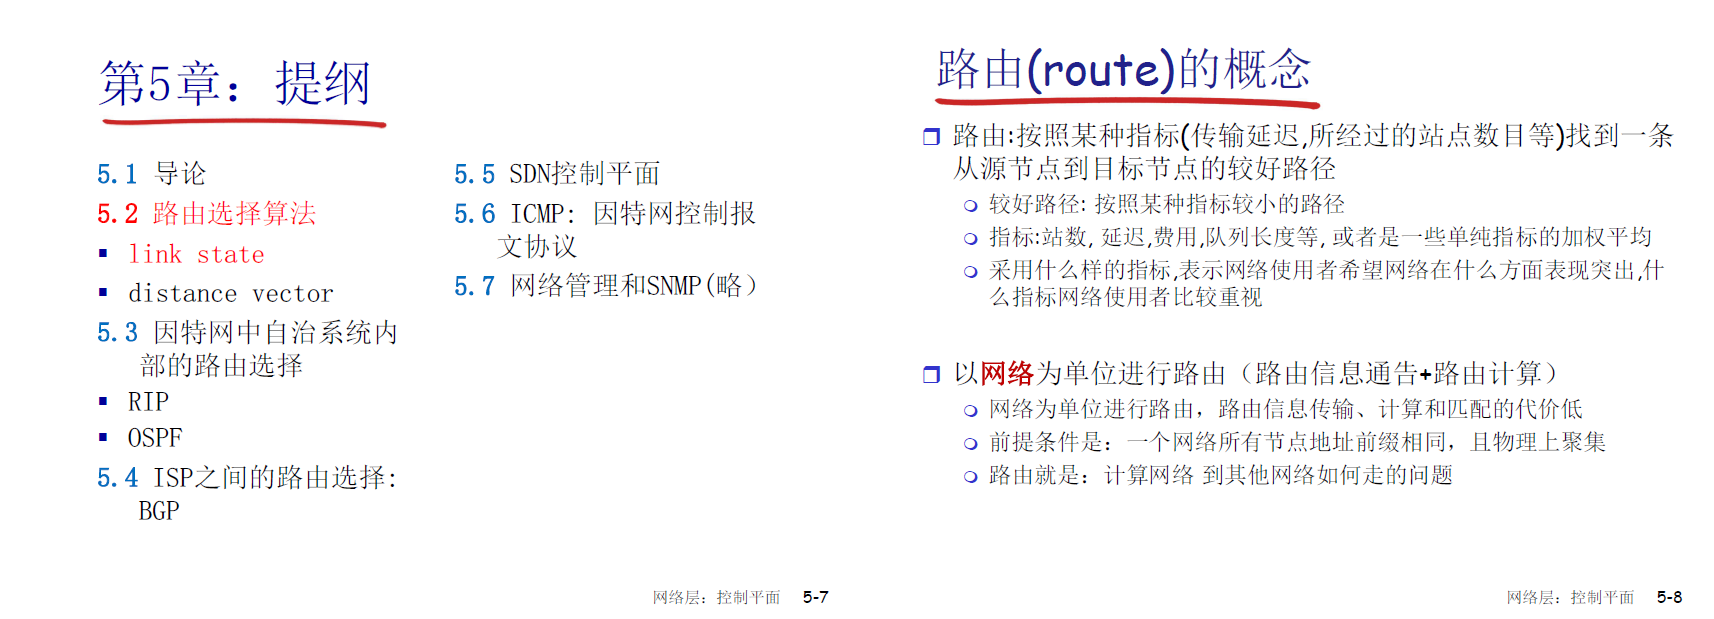 第5章：提纲
5.1 导论
5.2 路由选择算法
▪ link state
▪ distance vector
5.3 因特网中自治系统内
部的路由选择
▪ RIP
▪ OSPF
5.4 ISP之间的路由选择:
BGP
5.5 SDN控制平面
5.6 ICMP: 因特网控制报
文协议
5.7 网络管理和SNMP(略）
网络层：控制平面 5-7
路由(route)的概念
❒ 路由:按照某种指标(传输延迟,所经过的站点数目等)找到一条
从源节点到目标节点的较好路径
❍ 较好路径: 按照某种指标较小的路径
❍ 指标:站数, 延迟,费用,队列长度等, 或者是一些单纯指标的加权平均
❍ 采用什么样的指标,表示网络使用者希望网络在什么方面表现突出,什
么指标网络使用者比较重视
❒ 以网络为单位进行路由（路由信息通告+路由计算）
❍ 网络为单位进行路由，路由信息传输、计算和匹配的代价低
❍ 前提条件是：一个网络所有节点地址前缀相同，且物理上聚集
❍ 路由就是：计算网络 到其他网络如何走的问题
网络层：控制平面 5-8